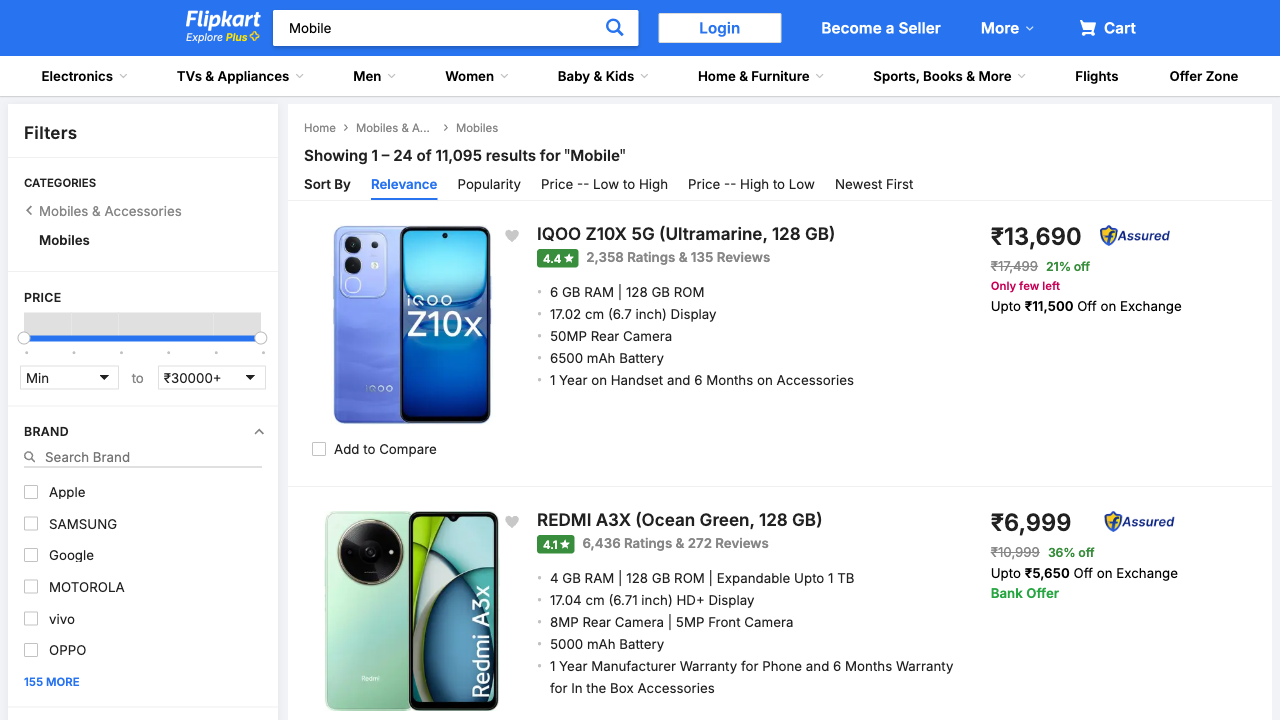 Flipkart
Explore Plus
Mobile
Login
Become a Seller
More
Cart
Electronics
TVs & Appliances
Men
Women
Baby & Kids
Home & Furniture
Sports, Books & More
Flights
Offer Zone
Filters
CATEGORIES
Mobiles & Accessories
Mobiles
PRICE
Min
to
₹30000+
BRAND
Search Brand
Apple
SAMSUNG
Google
MOTOROLA
vivo
OPPO
155 MORE
Home
Mobiles & A...
Mobiles
Showing 1 – 24 of 11,095 results for "Mobile"
Sort By
Relevance
Popularity
Price -- Low to High
Price -- High to Low
Newest First
iQOO
Z10x
IQOO
Add to Compare
IQOO Z10X 5G (Ultramarine, 128 GB)
4.4★ 2,358 Ratings & 135 Reviews
6 GB RAM | 128 GB ROM
17.02 cm (6.7 inch) Display
50MP Rear Camera
6500 mAh Battery
1 Year on Handset and 6 Months on Accessories
₹13,690
Assured
₹17,499 21% off
Only few left
Upto ₹11,500 Off on Exchange
Redmi
Redmi A3x
REDMI A3X (Ocean Green, 128 GB)
4.1★ 6,436 Ratings & 272 Reviews
4 GB RAM | 128 GB ROM | Expandable Upto 1 TB
17.04 cm (6.71 inch) HD+ Display
8MP Rear Camera | 5MP Front Camera
5000 mAh Battery
1 Year Manufacturer Warranty for Phone and 6 Months Warranty
for In the Box Accessories
₹6,999
Assured
₹10,999 36% off
Upto ₹5,650 Off on Exchange
Bank Offer